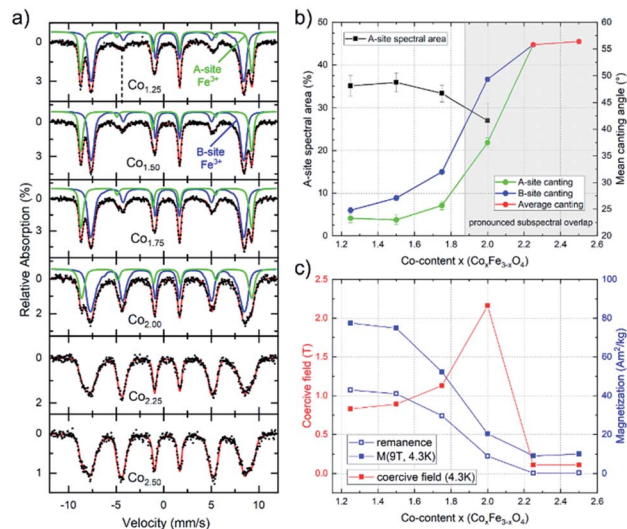 a)
0
3
A-site
Fe3+
Co1.25
0
5
B-site
Fe3+
Co1.50
0
4
Co1.75
0
2
Co2.00
0
2
Co2.25
0
1
Co2.50
Relative Absorption (%)
-10 -5 0 5 10
Velocity (mm/s)
b)
A-site spectral area
A-site canting
B-site canting
Average canting
pronounced subspectral overlap
50
45
40
35
30
25
20
15
10
5
0
A-site spectral area (%)
60
55
50
45
40
35
30
25
20
Mean canting angle (°)
1.2 1.4 1.6 1.8 2.0 2.2 2.4 2.6
Co-content x (CoxFe3-xO4)
c)
2.5
2.0
1.5
1.0
0.5
0.0
Coercive field (T)
remanence
M(9T, 4.3K)
coercive field (4.3K)
100
80
60
40
20
0
Magnetization (Am²/kg)
1.2 1.4 1.6 1.8 2.0 2.2 2.4 2.6
Co-content x (CoxFe3-xO4)